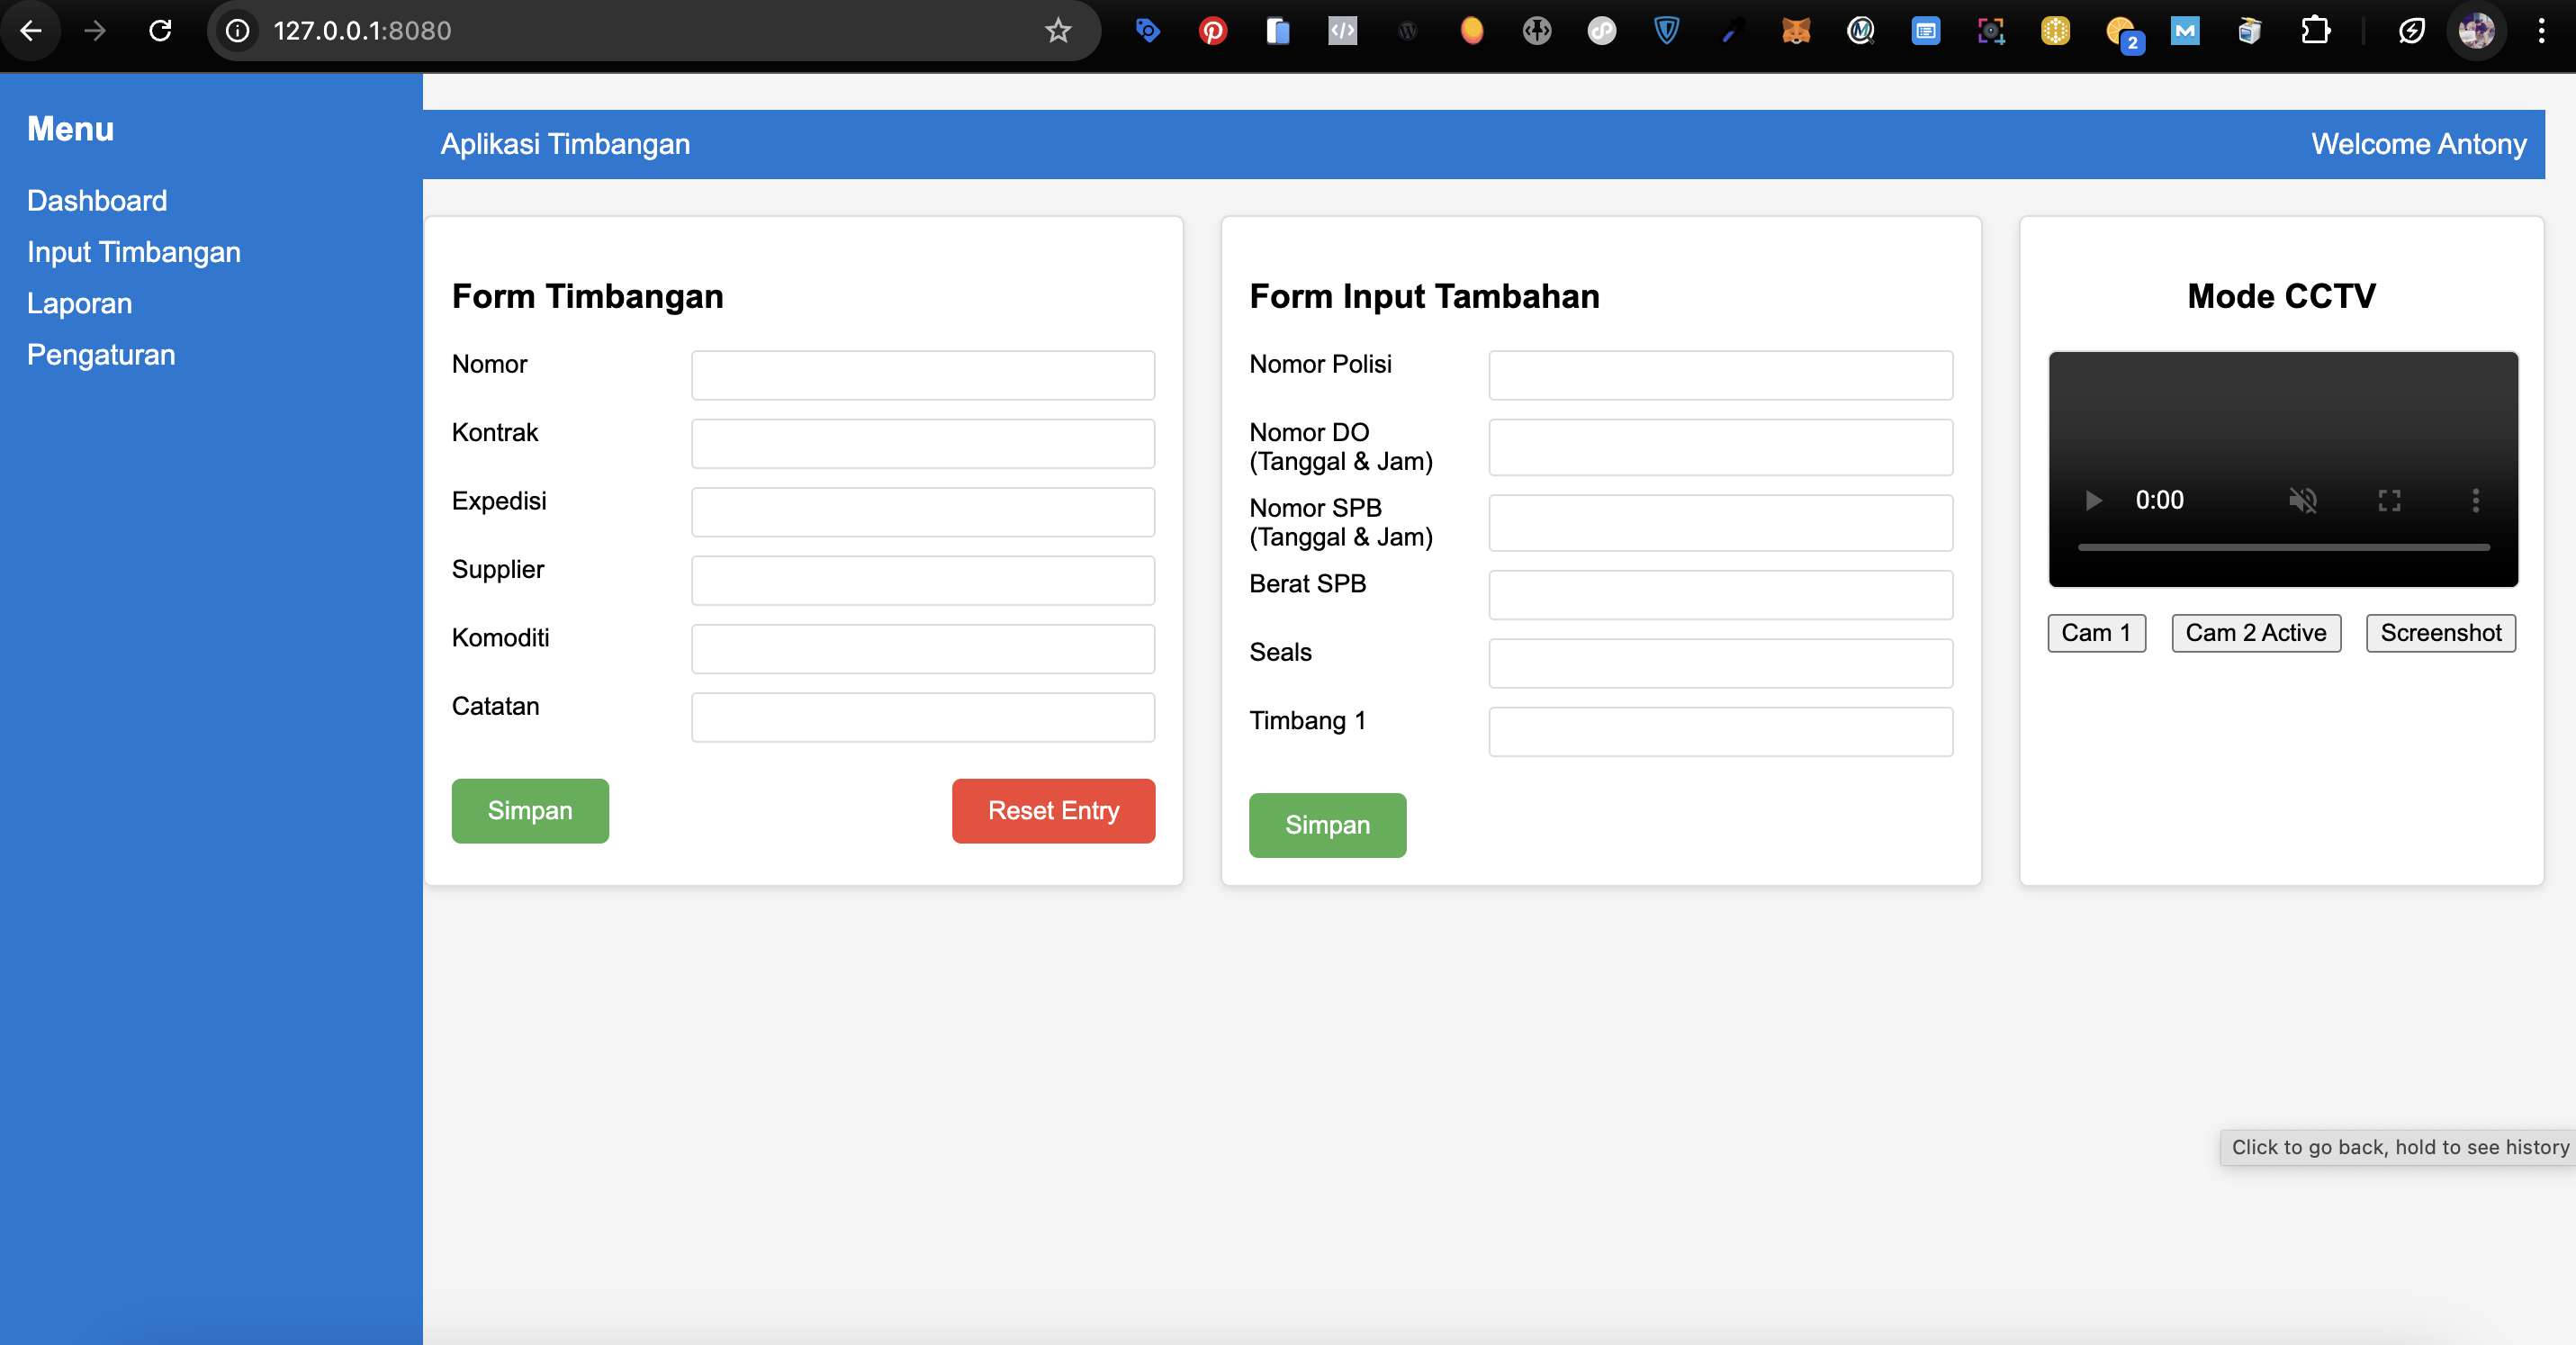 127.0.0.1:8080
2
Menu
Dashboard
Input Timbangan
Laporan
Pengaturan
Aplikasi Timbangan
Welcome Antony
Form Timbangan
Nomor
Kontrak
Expedisi
Supplier
Komoditi
Catatan
Simpan
Reset Entry
Form Input Tambahan
Nomor Polisi
Nomor DO
(Tanggal & Jam)
Nomor SPB
(Tanggal & Jam)
Berat SPB
Seals
Timbang 1
Simpan
Mode CCTV
0:00
Cam 1
Cam 2 Active
Screenshot
Click to go back, hold to see history